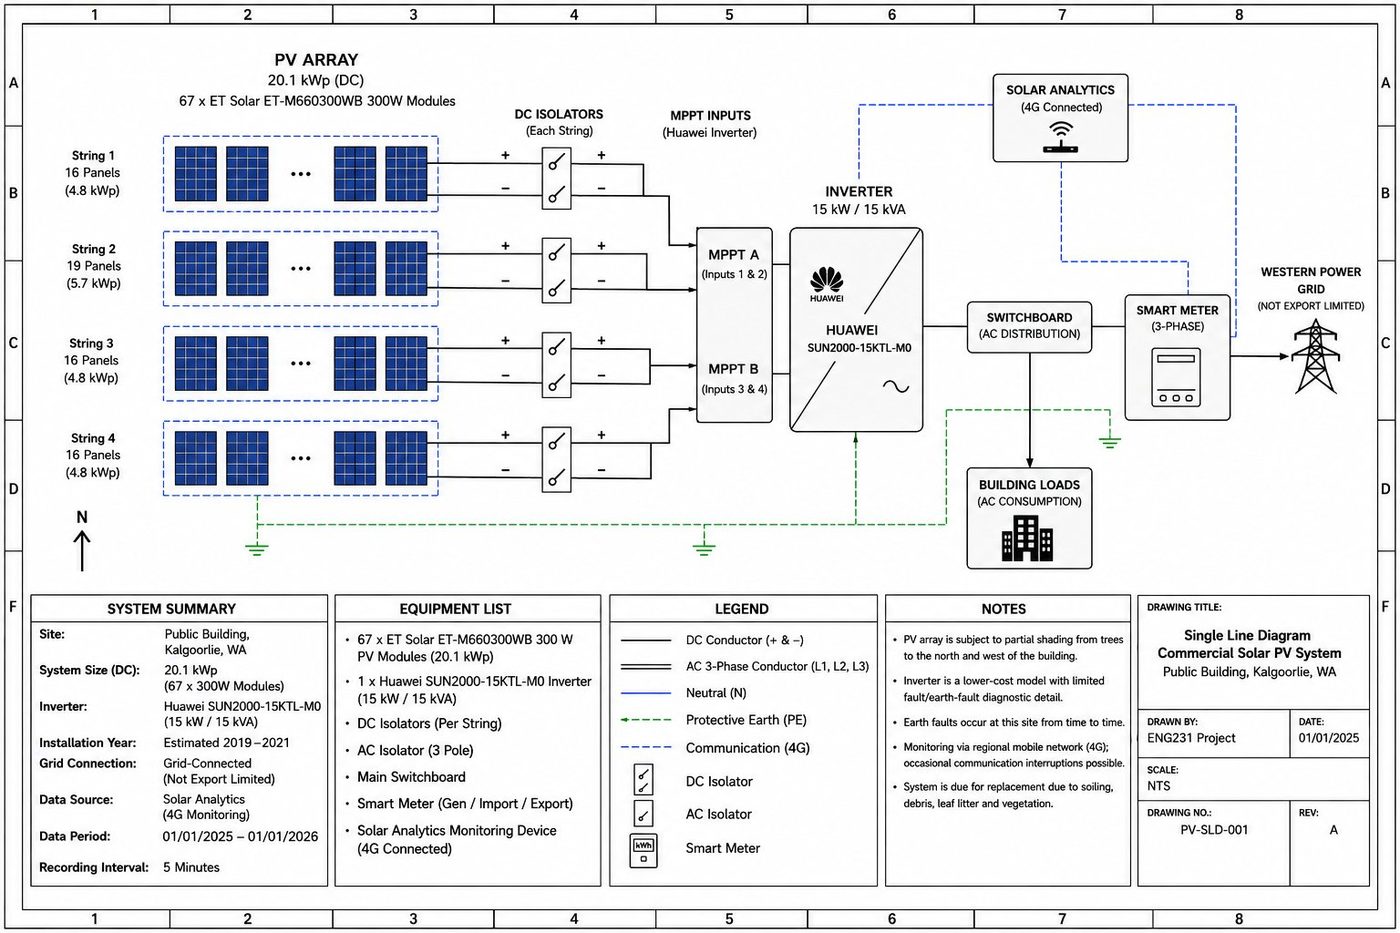 1 2 3 4 5 6 7 8
A
B
C
D
F
A
B
C
D
F
PV ARRAY
20.1 kWp (DC)
67 x ET Solar ET-M660300WB 300W Modules
DC ISOLATORS
(Each String)
MPPT INPUTS
(Huawei Inverter)
SOLAR ANALYTICS
(4G Connected)
String 1
16 Panels
(4.8 kWp)
+ +
− −
String 2
19 Panels
(5.7 kWp)
+ +
− −
String 3
16 Panels
(4.8 kWp)
+ +
− −
String 4
16 Panels
(4.8 kWp)
+ +
− −
MPPT A
(Inputs 1 & 2)
MPPT B
(Inputs 3 & 4)
INVERTER
15 kW / 15 kVA
HUAWEI
HUAWEI
SUN2000-15KTL-M0
SWITCHBOARD
(AC DISTRIBUTION)
SMART METER
(3-PHASE)
WESTERN POWER
GRID
(NOT EXPORT LIMITED)
BUILDING LOADS
(AC CONSUMPTION)
N
SYSTEM SUMMARY
Site: Public Building,
Kalgoorlie, WA
System Size (DC): 20.1 kWp
(67 x 300W Modules)
Inverter: Huawei SUN2000-15KTL-M0
(15 kW / 15 kVA)
Installation Year: Estimated 2019–2021
Grid Connection: Grid-Connected
(Not Export Limited)
Data Source: Solar Analytics
(4G Monitoring)
Data Period: 01/01/2025 – 01/01/2026
Recording Interval: 5 Minutes
EQUIPMENT LIST
• 67 x ET Solar ET-M660300WB 300 W
PV Modules (20.1 kWp)
• 1 x Huawei SUN2000-15KTL-M0 Inverter
(15 kW / 15 kVA)
• DC Isolators (Per String)
• AC Isolator (3 Pole)
• Main Switchboard
• Smart Meter (Gen / Import / Export)
• Solar Analytics Monitoring Device
(4G Connected)
LEGEND
DC Conductor (+ & −)
AC 3-Phase Conductor (L1, L2, L3)
Neutral (N)
Protective Earth (PE)
Communication (4G)
DC Isolator
AC Isolator
kWh
Smart Meter
NOTES
• PV array is subject to partial shading from trees
to the north and west of the building.
• Inverter is a lower-cost model with limited
fault/earth-fault diagnostic detail.
• Earth faults occur at this site from time to time.
• Monitoring via regional mobile network (4G);
occasional communication interruptions possible.
• System is due for replacement due to soiling,
debris, leaf litter and vegetation.
DRAWING TITLE:
Single Line Diagram
Commercial Solar PV System
Public Building, Kalgoorlie, WA
DRAWN BY:
ENG231 Project
DATE:
01/01/2025
SCALE:
NTS
DRAWING NO.:
PV-SLD-001
REV:
A
1 2 3 4 5 6 7 8